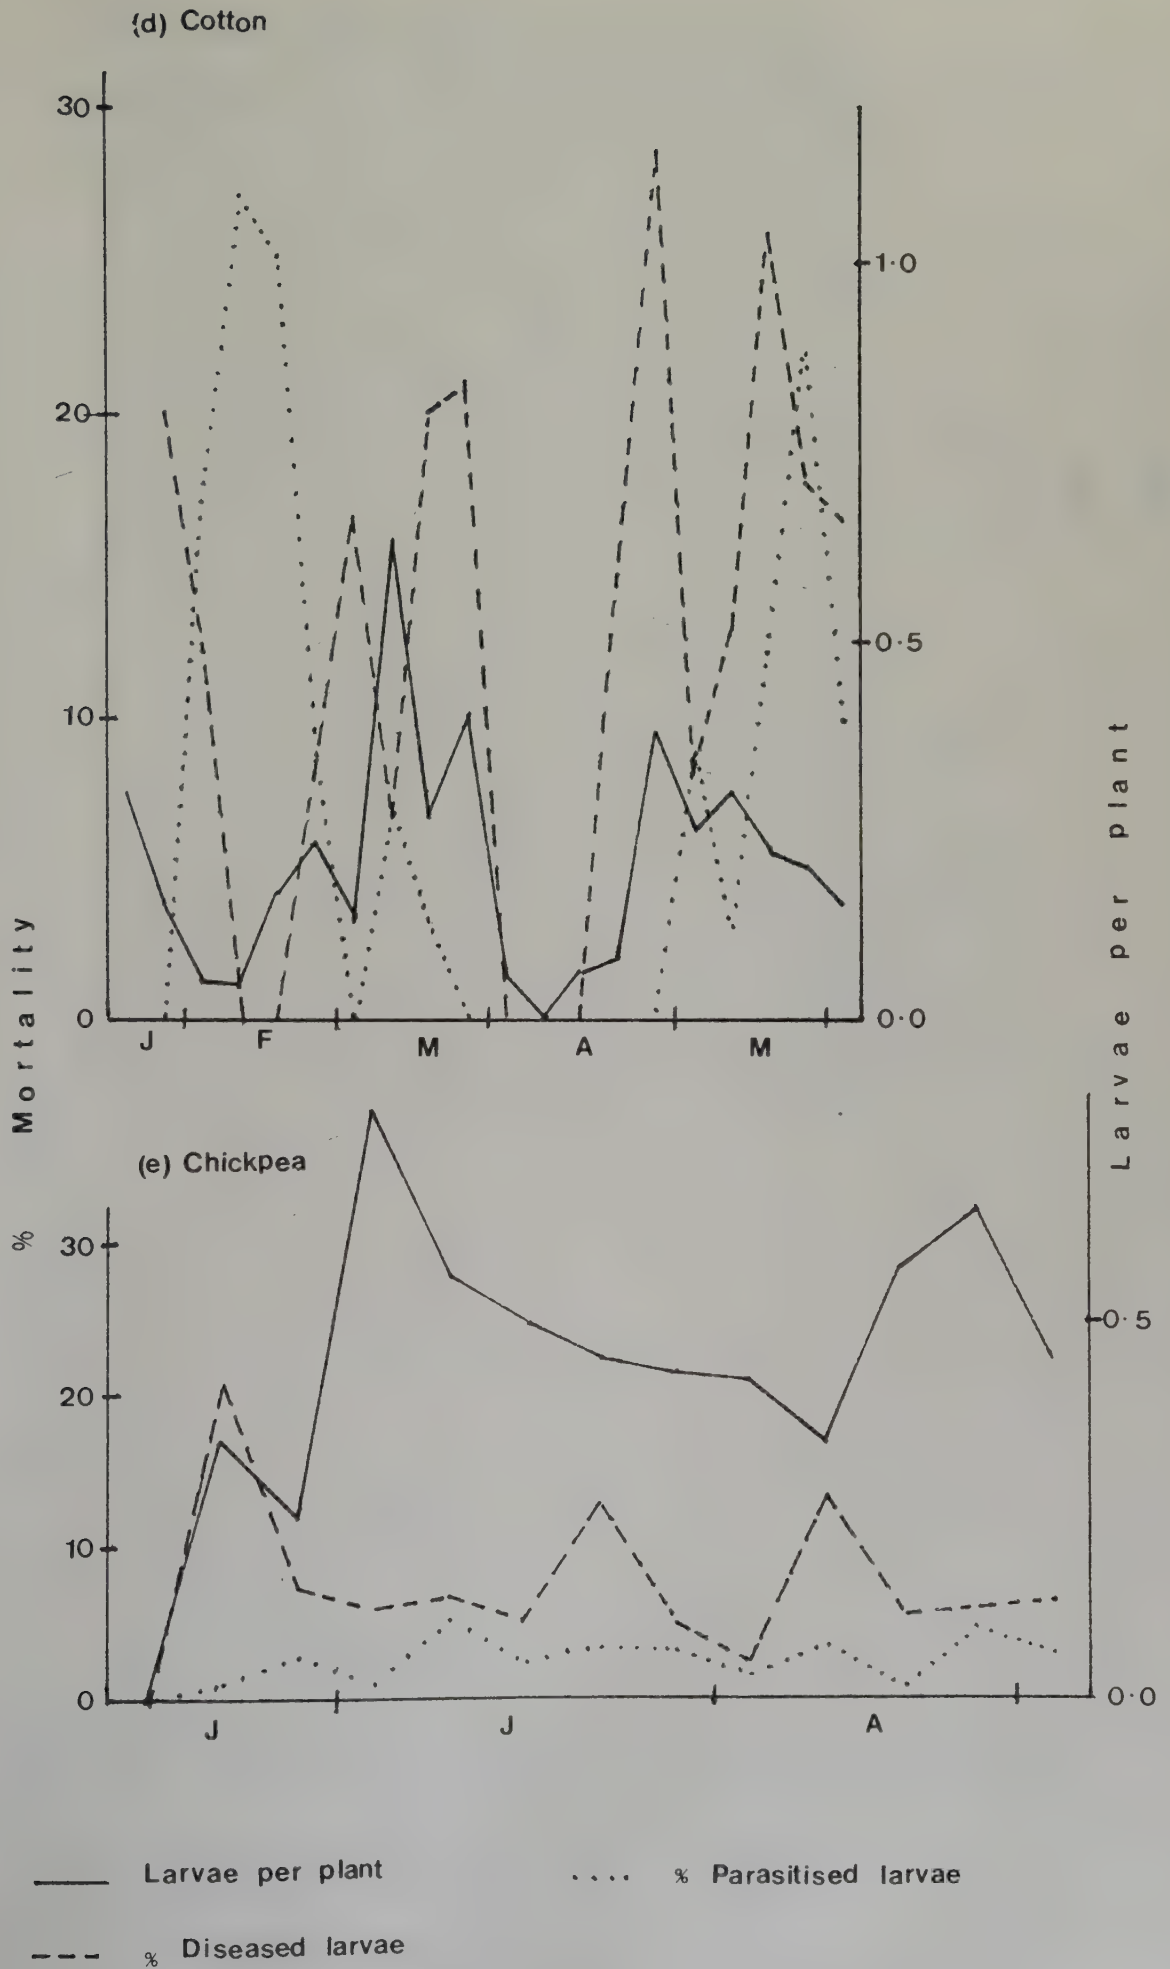 (d) Cotton
30
20
10
0
1·0
0·5
0·0
J F M A M
% Mortality
Larvae per plant
(e) Chickpea
30
20
10
0
0·5
0·0
J J A
Larvae per plant
% Parasitised larvae
% Diseased larvae